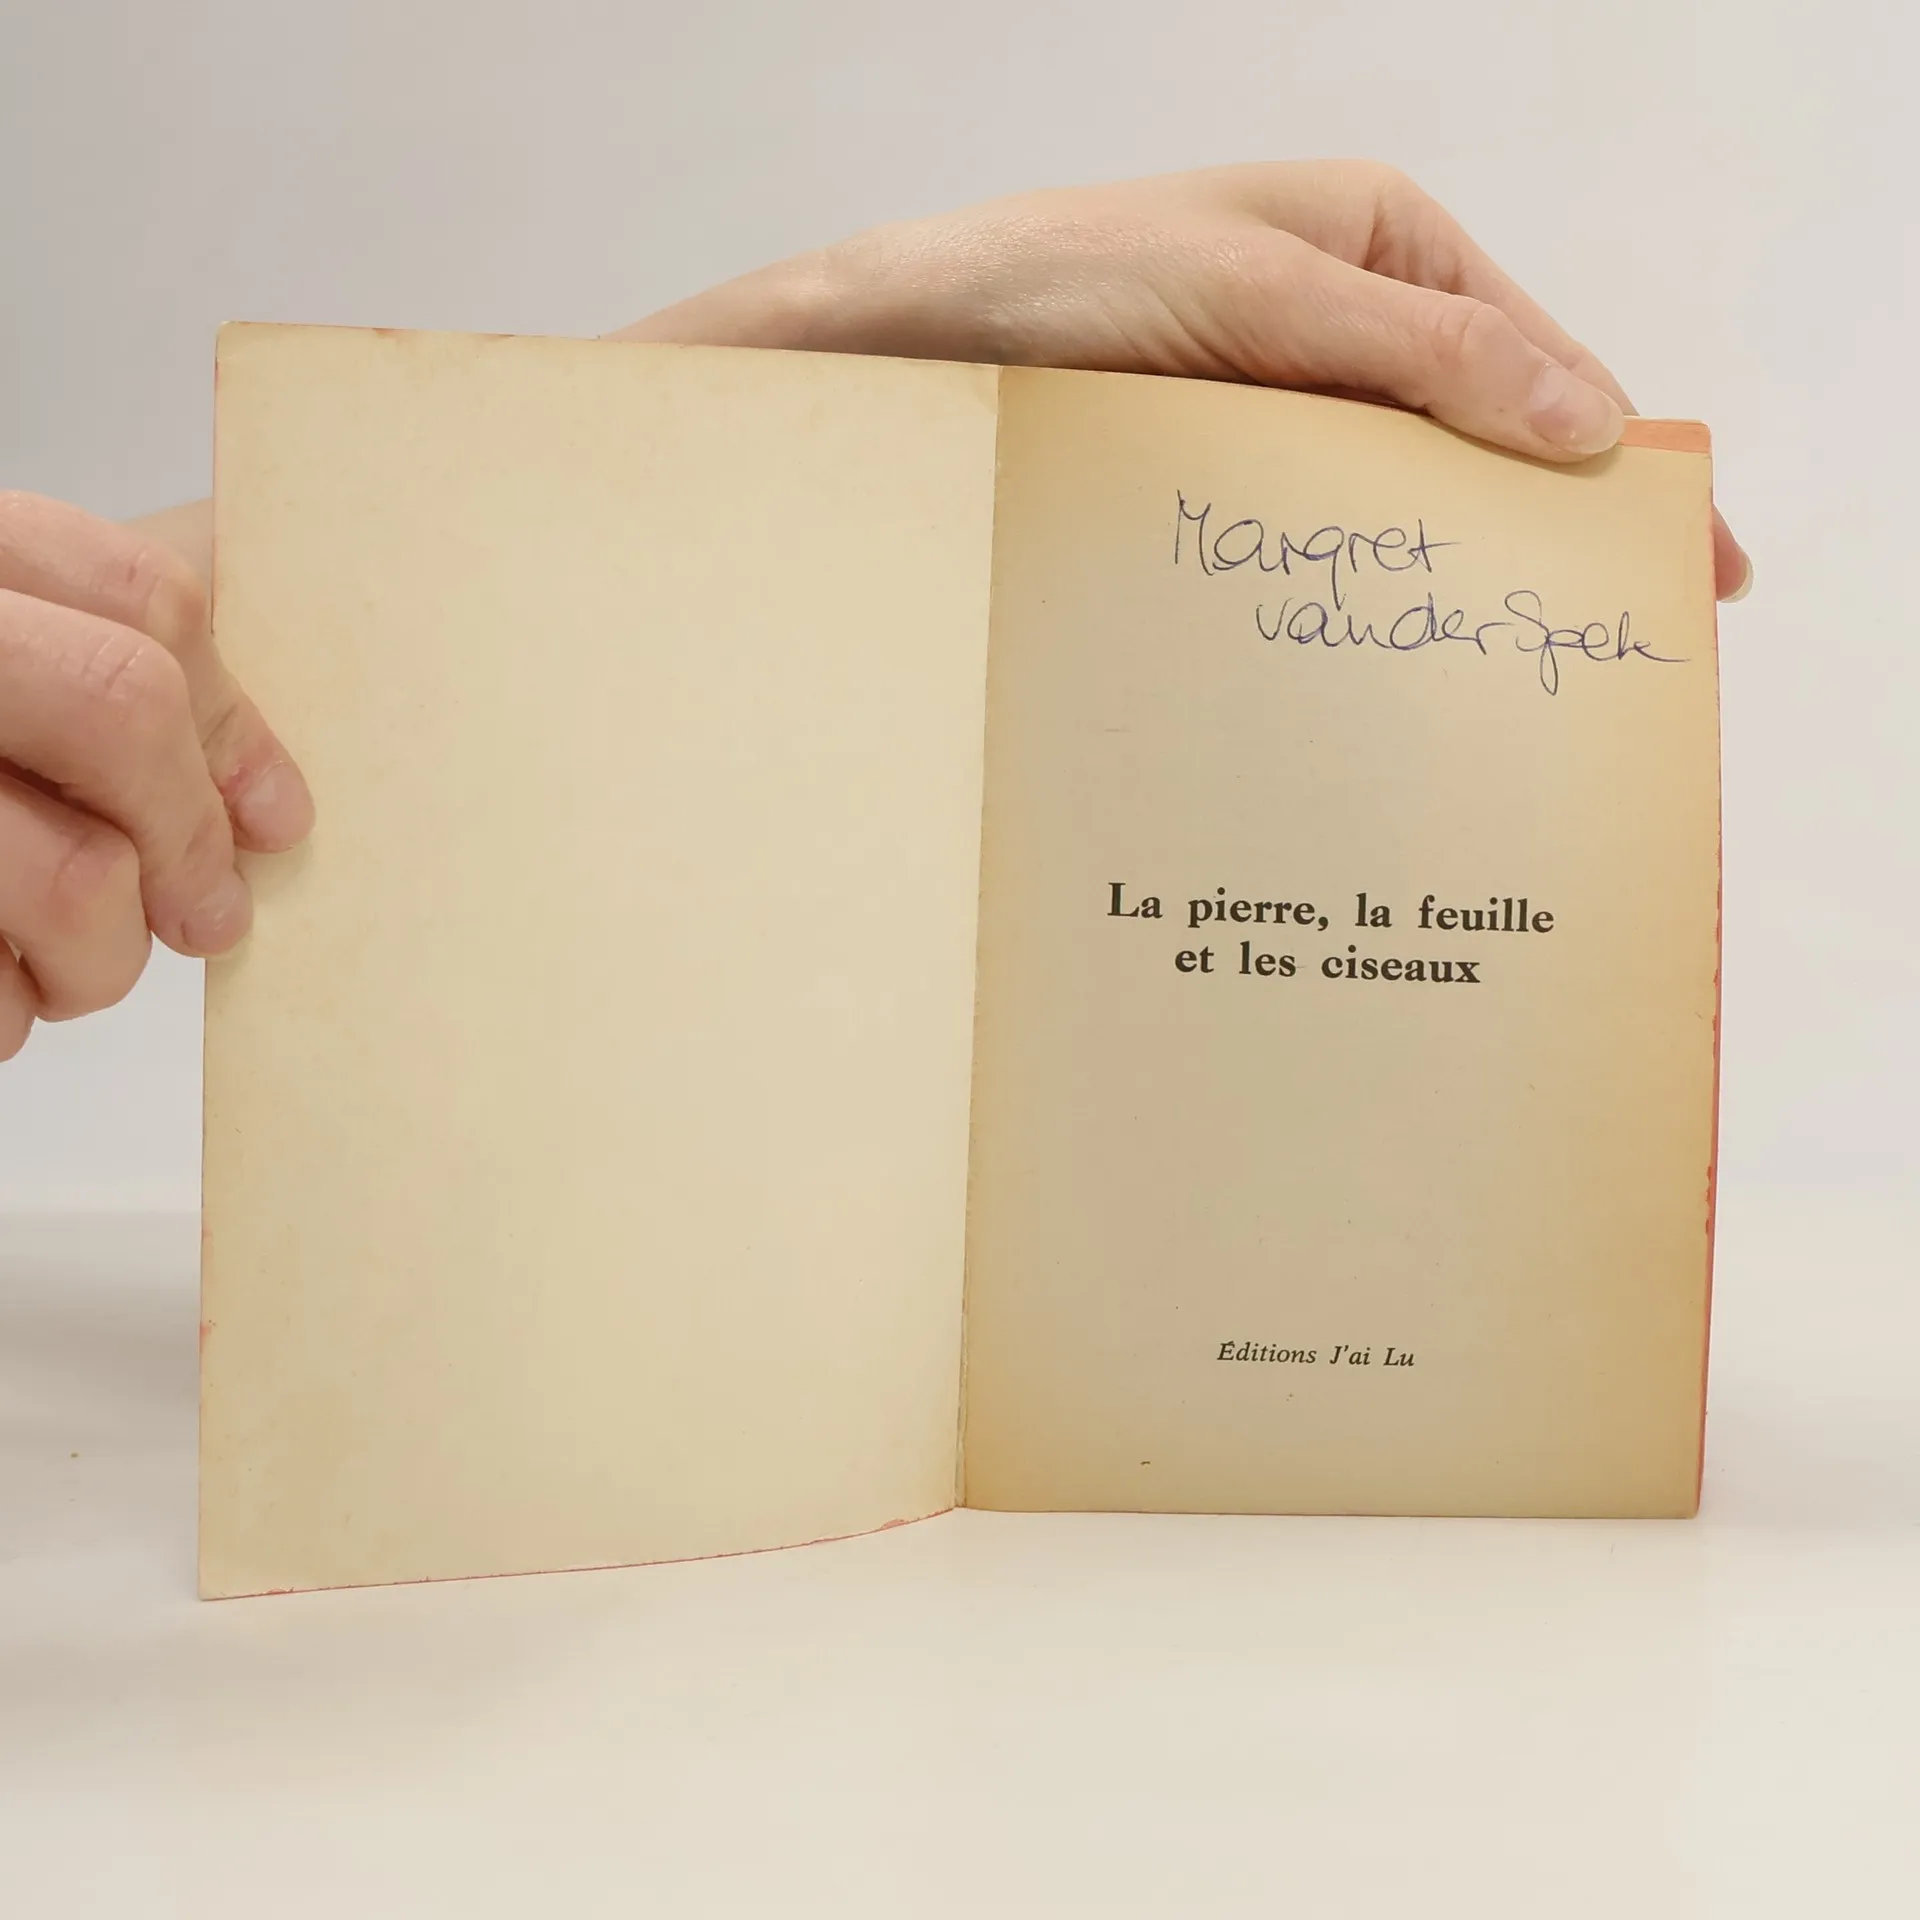 Margret
van der Spek
La pierre, la feuille
et les ciseaux
Éditions J'ai Lu